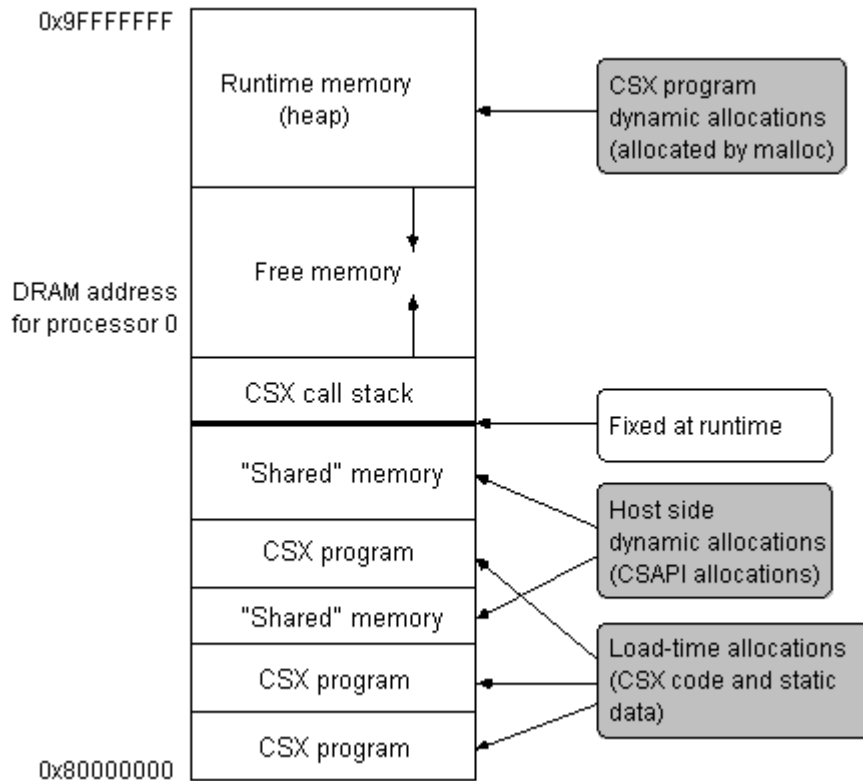 0x9FFFFFFF
Runtime memory
(heap)
CSX program
dynamic allocations
(allocated by malloc)
Free memory
DRAM address
for processor 0
CSX call stack
Fixed at runtime
"Shared" memory
Host side
dynamic allocations
(CSAPI allocations)
CSX program
"Shared" memory
Load-time allocations
(CSX code and static
data)
CSX program
CSX program
0x80000000